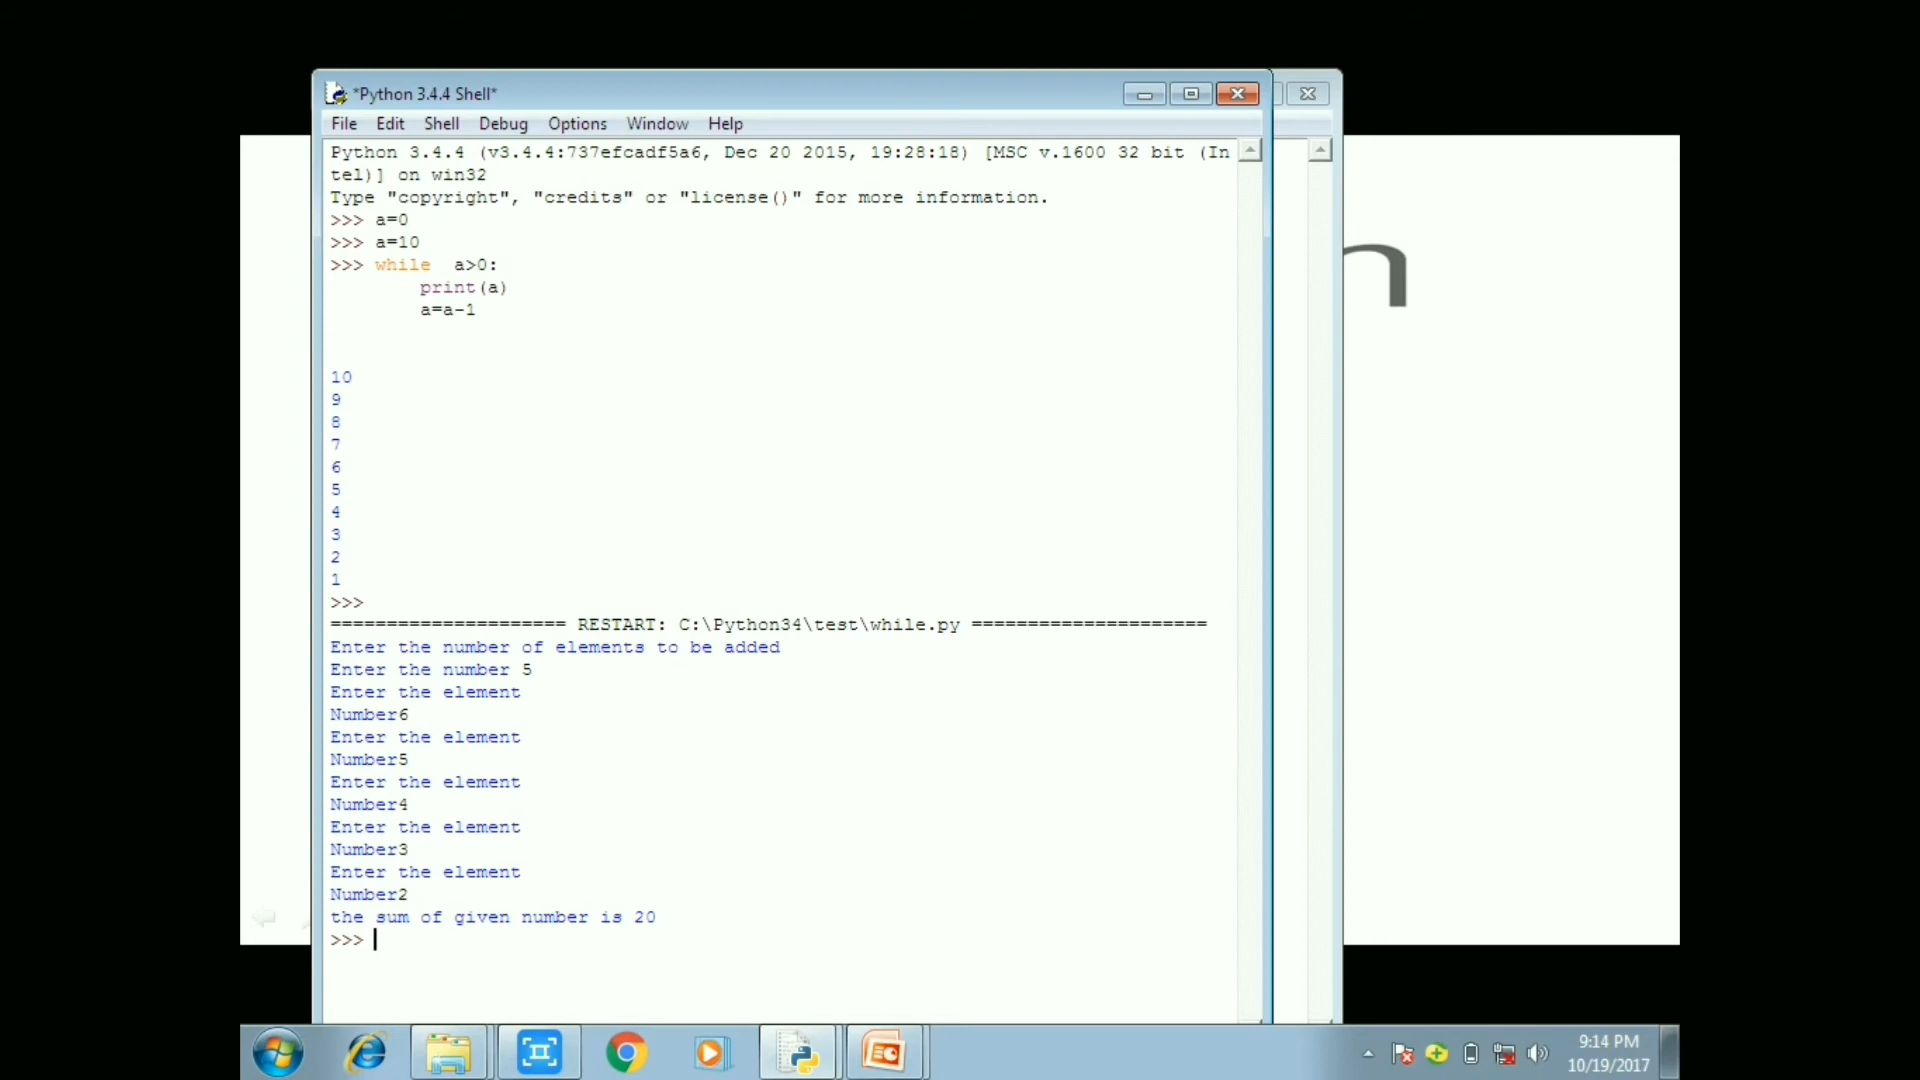 *Python 3.4.4 Shell*
File Edit Shell Debug Options Window Help
Python 3.4.4 (v3.4.4:737efcadf5a6, Dec 20 2015, 19:28:18) [MSC v.1600 32 bit (In
tel)] on win32
Type "copyright", "credits" or "license()" for more information.
>>> a=0
>>> a=10
>>> while  a>0:
        print(a)
        a=a-1
10
9
8
7
6
5
4
3
2
1
>>>
===================== RESTART: C:\Python34\test\while.py =====================
Enter the number of elements to be added
Enter the number 5
Enter the element
Number6
Enter the element
Number5
Enter the element
Number4
Enter the element
Number3
Enter the element
Number2
the sum of given number is 20
>>>
n
9:14 PM
10/19/2017